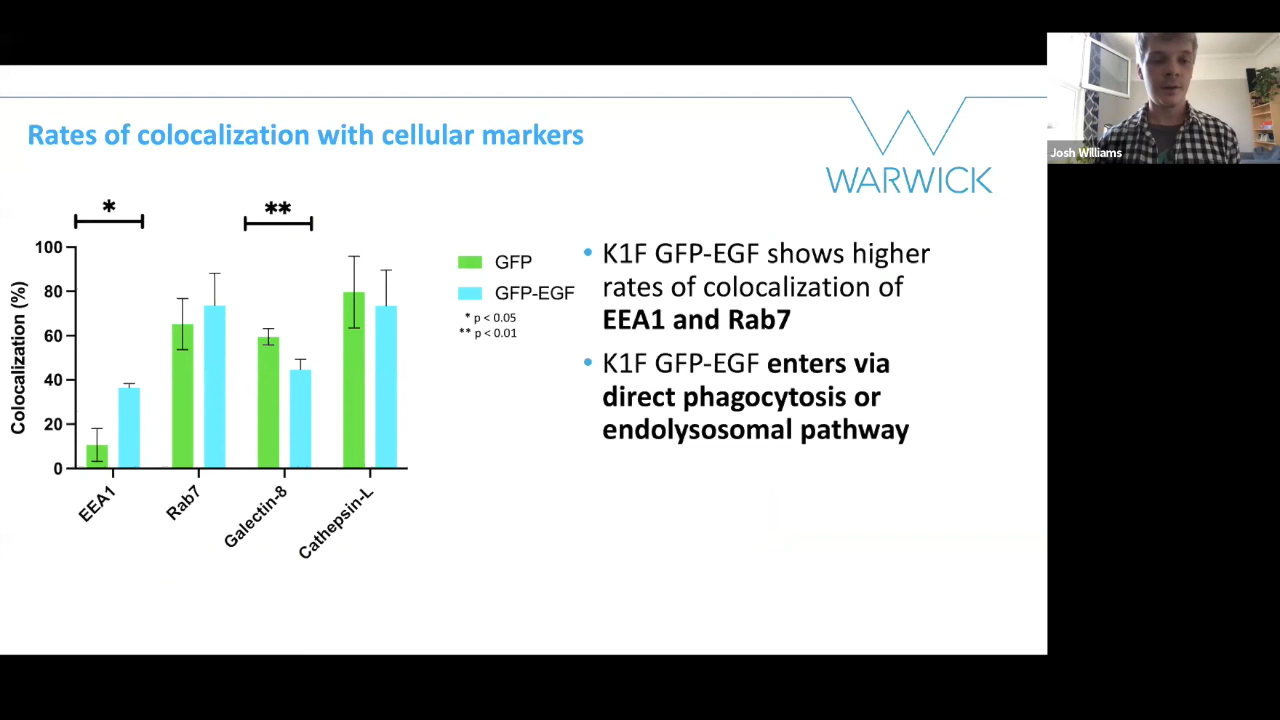 Rates of colocalization with cellular markers
WARWICK
Josh Williams
*
**
100
80
60
40
20
0
Colocalization (%)
EEA1
Rab7
Galectin-8
Cathepsin-L
GFP
GFP-EGF
* p < 0.05
** p < 0.01
• K1F GFP-EGF shows higher
rates of colocalization of
EEA1 and Rab7
• K1F GFP-EGF enters via
direct phagocytosis or
endolysosomal pathway